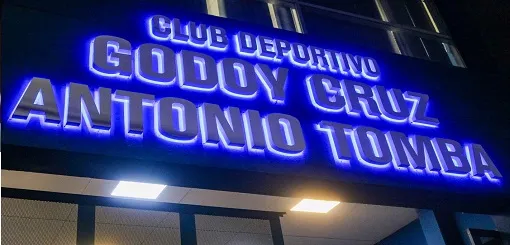 CLUB DEPORTIVO
GODOY CRUZ
ANTONIO TOMBA